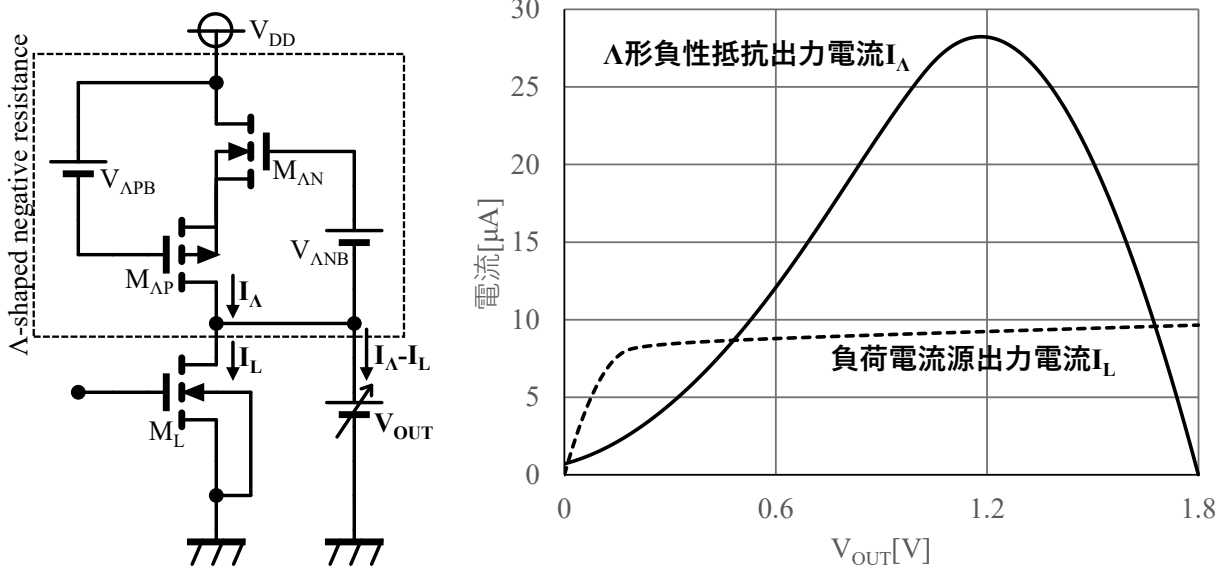 V_DD
Λ-shaped negative resistance
V_ΛPB
M_ΛN
V_ΛNB
M_ΛP
I_Λ
I_L
I_Λ-I_L
M_L
V_OUT
30
25
20
15
10
5
0
電流[μA]
Λ形負性抵抗出力電流I_Λ
負荷電流源出力電流I_L
0
0.6
1.2
1.8
V_OUT[V]